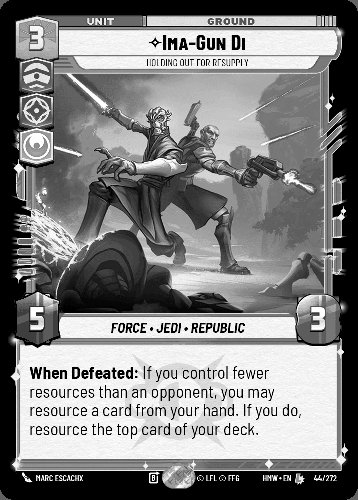 UNIT
GROUND
3
✧IMA-GUN DI
HOLDING OUT FOR RESUPPLY
5
3
FORCE • JEDI • REPUBLIC
When Defeated: If you control fewer
resources than an opponent, you may
resource a card from your hand. If you do,
resource the top card of your deck.
MARC ESCACHX
© LFL © FFG
HMW • EN
44/272